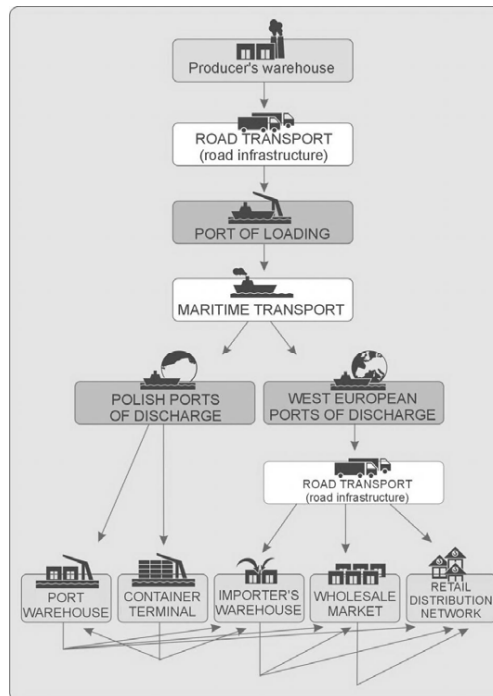 Producer's warehouse
ROAD TRANSPORT
(road infrastructure)
PORT OF LOADING
MARITIME TRANSPORT
POLISH PORTS
OF DISCHARGE
WEST EUROPEAN
PORTS OF DISCHARGE
ROAD TRANSPORT
(road infrastructure)
PORT
WAREHOUSE
CONTAINER
TERMINAL
IMPORTER'S
WAREHOUSE
WHOLESALE
MARKET
RETAIL
DISTRIBUTION
NETWORK